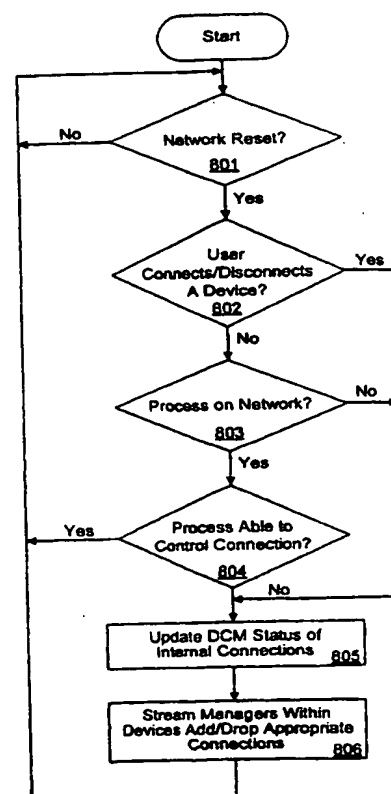 Start
No
Network Reset?
801
Yes
User
Connects/Disconnects
A Device?
802
Yes
No
Process on Network?
803
No
Yes
Yes
Process Able to
Control Connection?
804
No
Update DCM Status of
Internal Connections
805
Stream Managers Within
Devices Add/Drop Appropriate
Connections
806